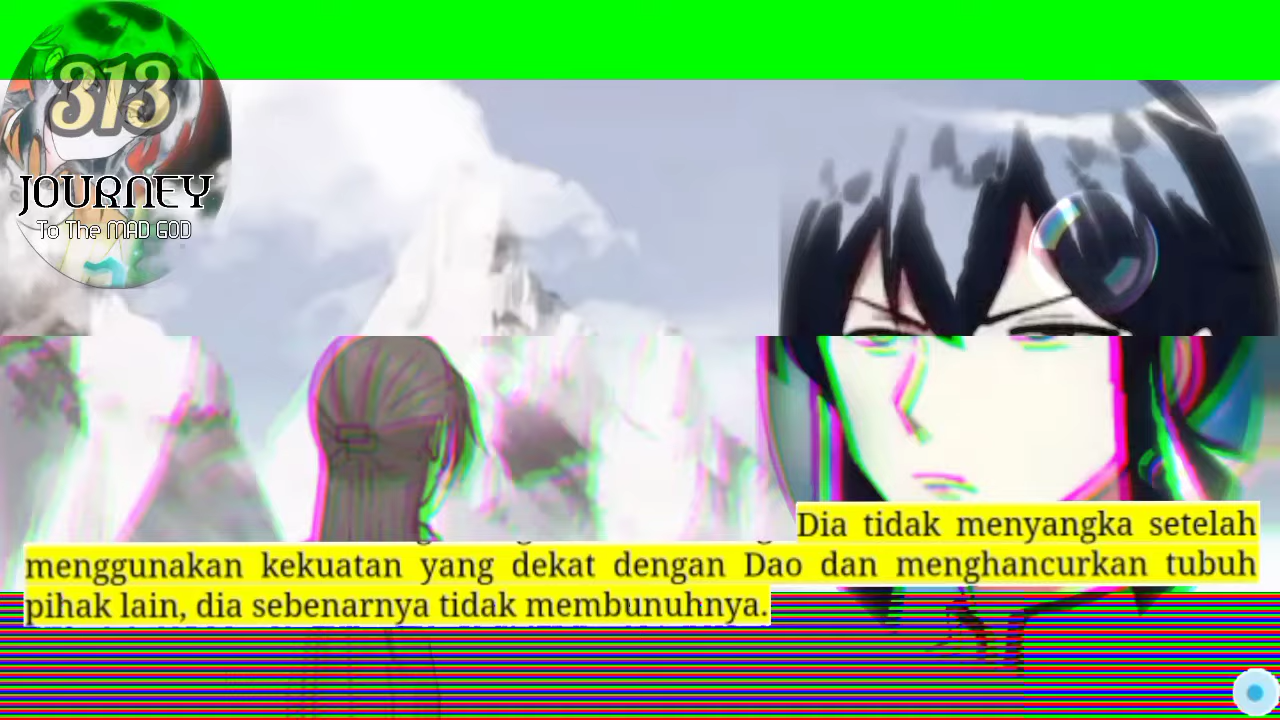 313
JOURNEY
To The MAD GOD
Dia tidak menyangka setelah
menggunakan kekuatan yang dekat dengan Dao dan menghancurkan tubuh
pihak lain, dia sebenarnya tidak membunuhnya.